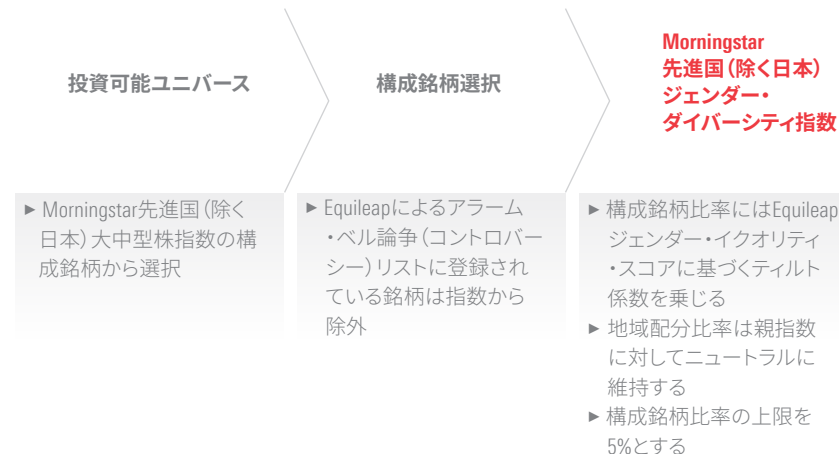 投資可能ユニバース
構成銘柄選択
Morningstar
先進国(除く日本)
ジェンダー・
ダイバーシティ指数
► Morningstar先進国(除く
日本)大中型株指数の構
成銘柄から選択
► Equileapによるアラーム
・ベル論争(コントロバー
シー)リストに登録され
ている銘柄は指数から
除外
► 構成銘柄比率にはEquileap
ジェンダー・イクオリティ
・スコアに基づくティルト
係数を乗じる
► 地域配分比率は親指数
に対してニュートラルに
維持する
► 構成銘柄比率の上限を
5%とする